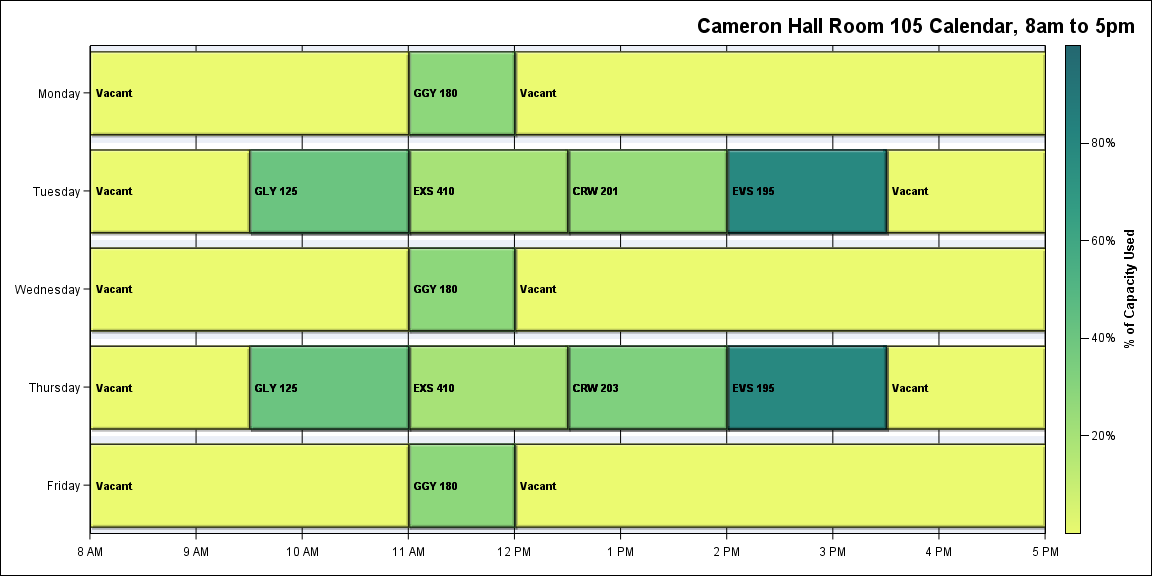 Cameron Hall Room 105 Calendar, 8am to 5pm
Monday
Vacant
GGY 180
Vacant
Tuesday
Vacant
GLY 125
EXS 410
CRW 201
EVS 195
Vacant
Wednesday
Vacant
GGY 180
Vacant
Thursday
Vacant
GLY 125
EXS 410
CRW 203
EVS 195
Vacant
Friday
Vacant
GGY 180
Vacant
8 AM
9 AM
10 AM
11 AM
12 PM
1 PM
2 PM
3 PM
4 PM
5 PM
80%
60%
40%
20%
% of Capacity Used